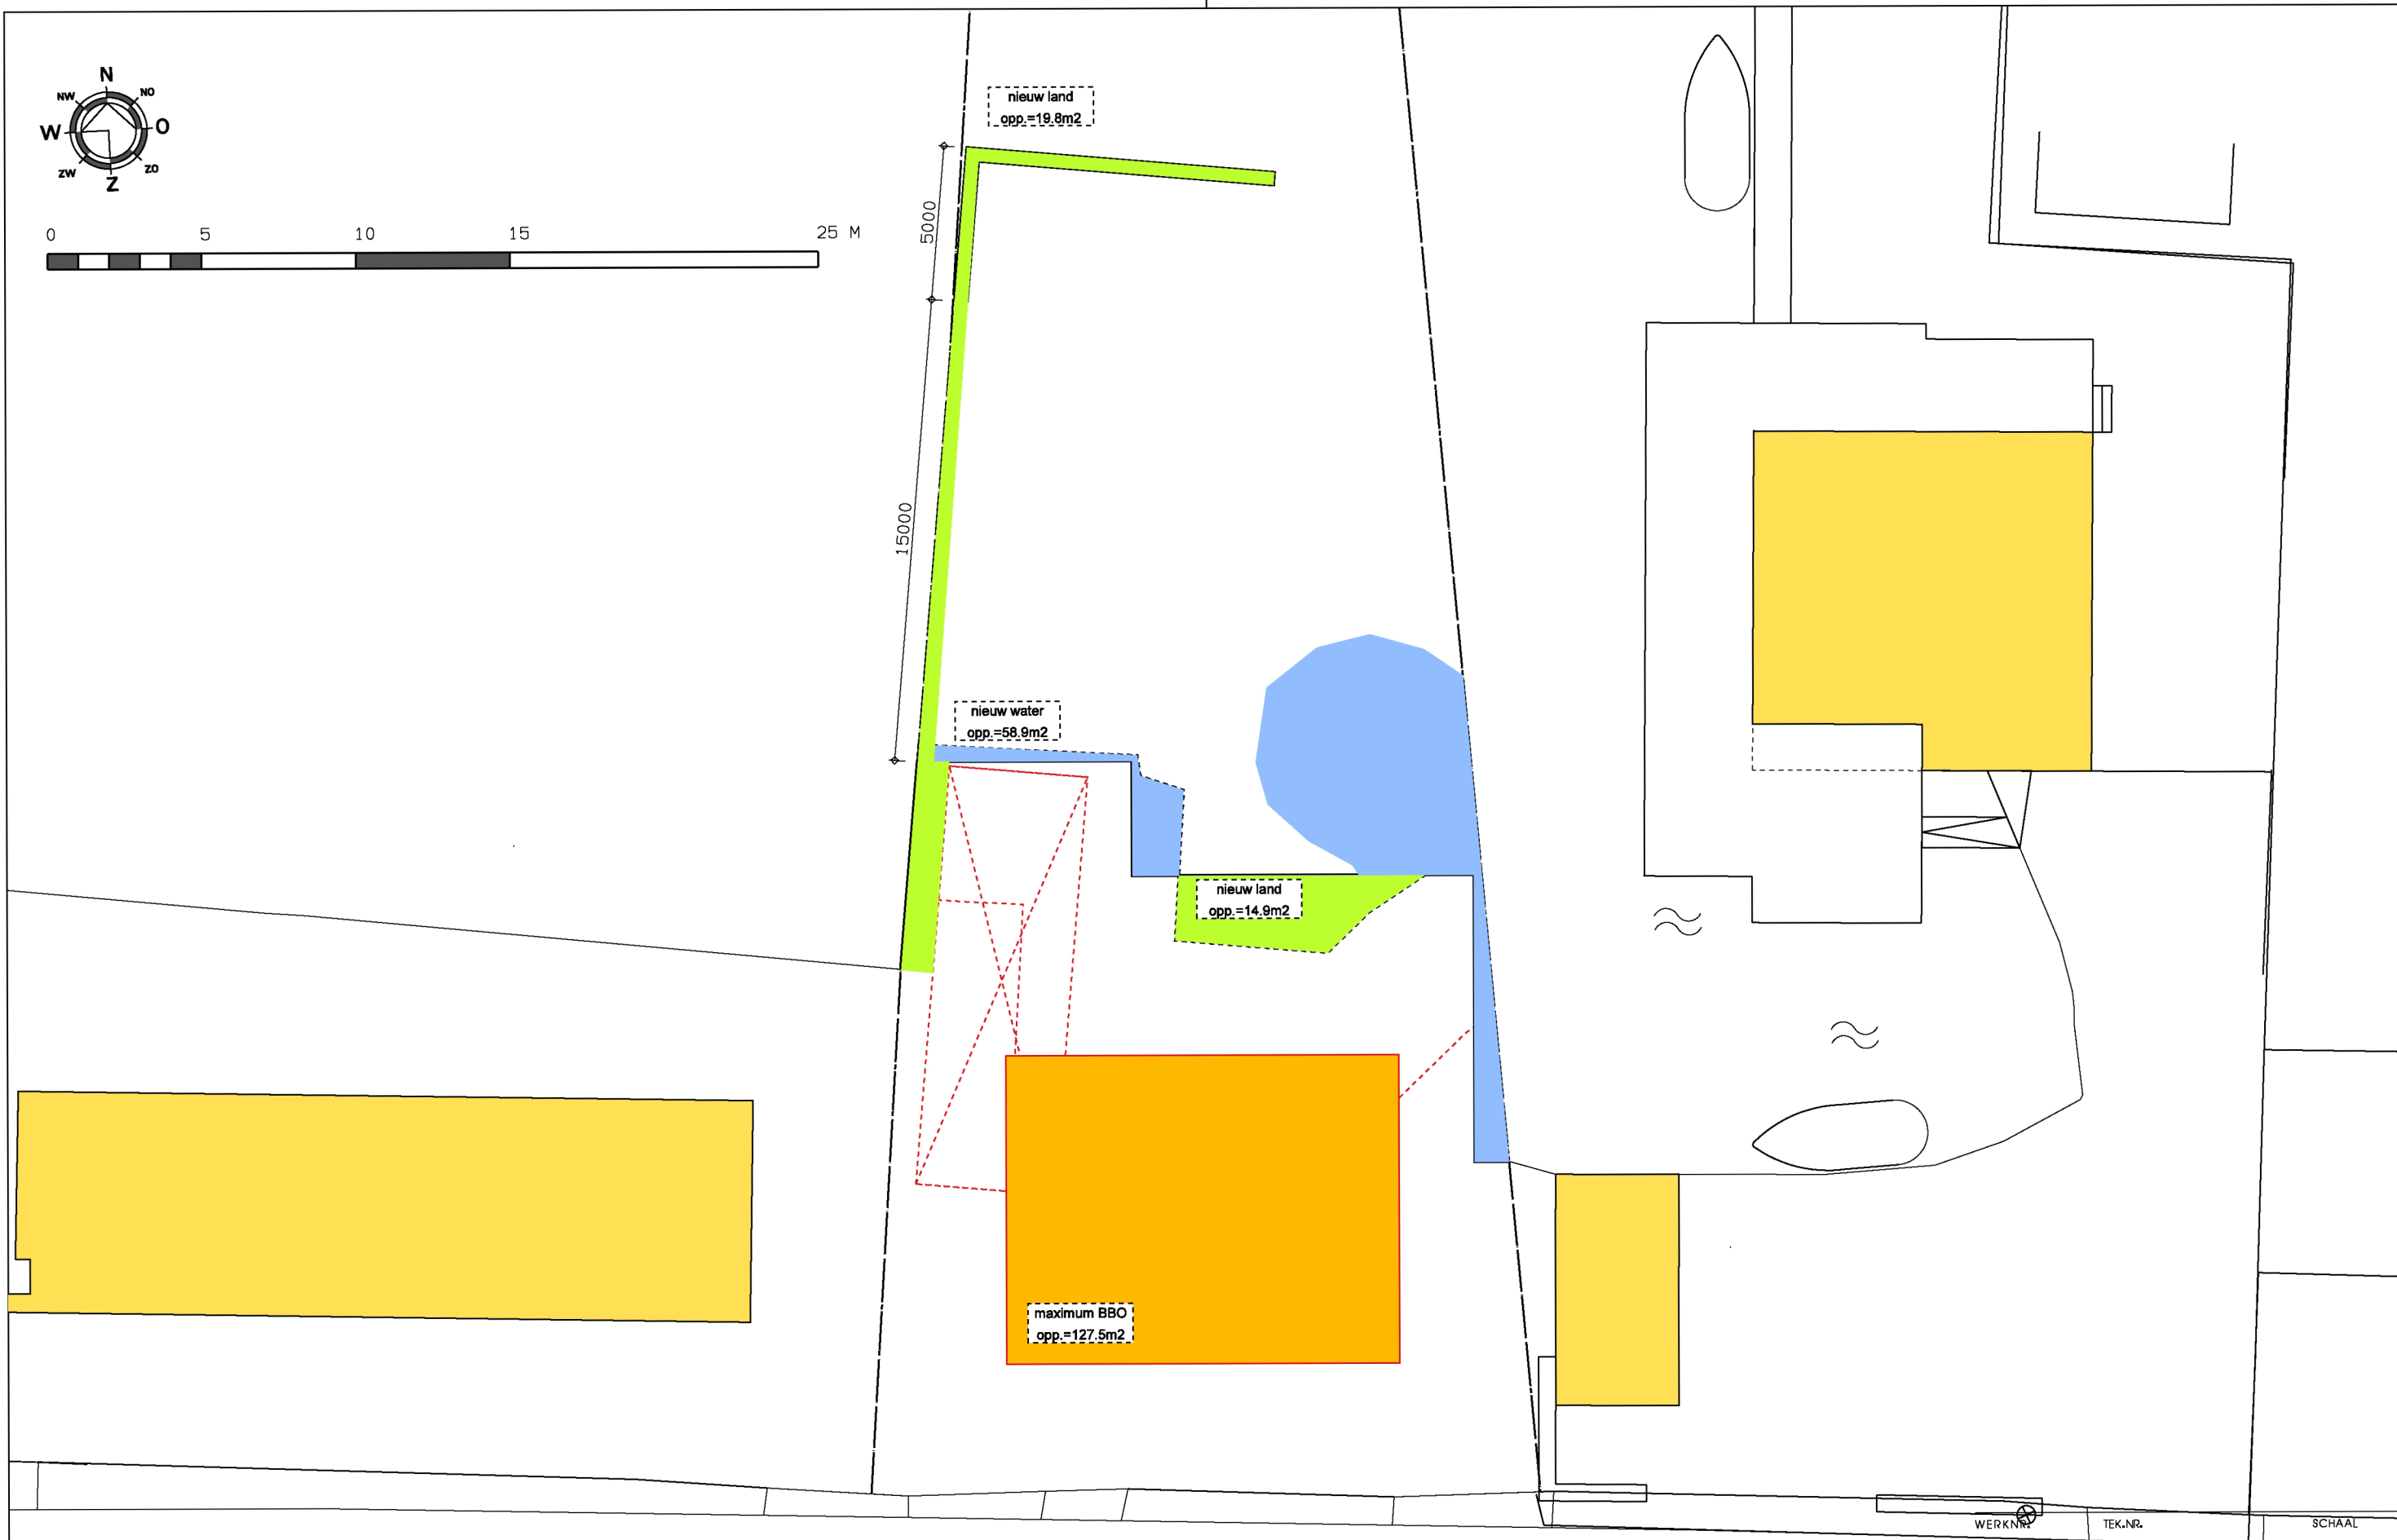 N
NW
NO
W
O
ZW
ZO
Z
0 5 10 15 25 M
nieuw land
opp.=19.8m2
5000
15000
nieuw water
opp.=58.9m2
nieuw land
opp.=14.9m2
maximum BBO
opp.=127.5m2
WERKNR. TEK.NR. SCHAAL